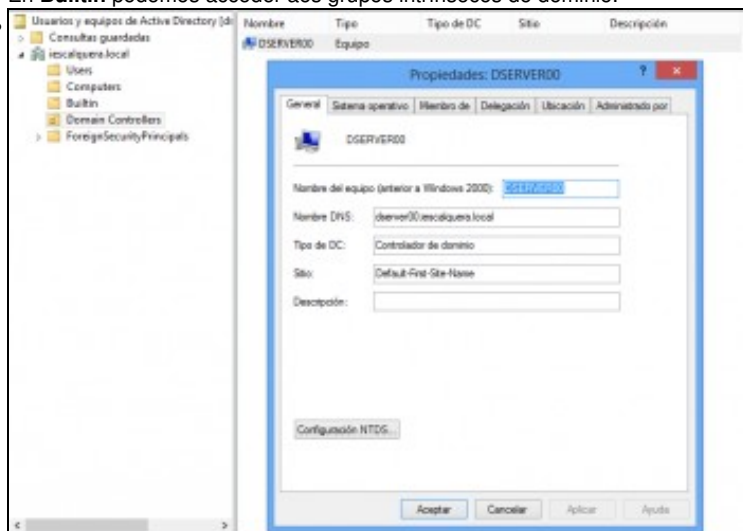 En Builtin podemos acceder aos grupos intrínsecos de dominio.
Usuarios y equipos de Active Directory [ds
Consultas guardadas
iescalquera.local
Users
Computers
Builtin
Domain Controllers
ForeignSecurityPrincipals
Nombre Tipo Tipo de DC Sitio Descripción
DSERVER00 Equipo
Propiedades: DSERVER00 ?
General Sistema operativo Miembro de Delegación Ubicación Administrado por
DSERVER00
Nombre del equipo (anterior a Windows 2000): DSERVER00
Nombre DNS: dserver00.iescalquera.local
Tipo de DC: Controlador de dominio
Sitio: Default-First-Site-Name
Descripción:
Configuración NTDS...
Aceptar Cancelar Aplicar Ayuda